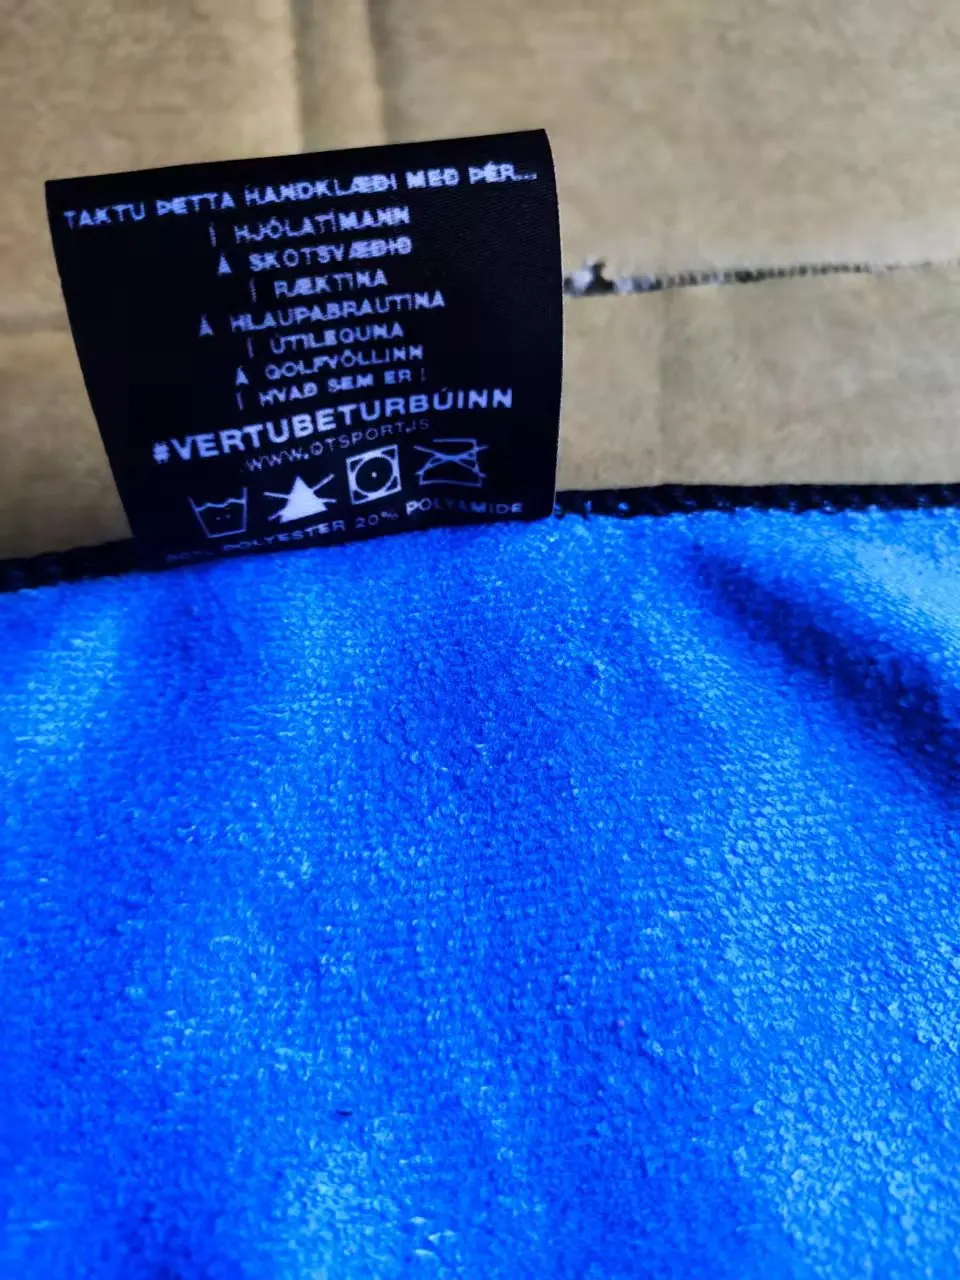 TAKTU ÞETTA HANDKLÆÐI MEÐ ÞÉR...
Í HJÓLATÍMANN
Á SKOTSVÆÐIÐ
Í RÆKTINA
Á HLAUPABRAUTINA
Í ÚTILEGUNA
Á GOLFVÖLLINN
Í HVAÐ SEM ER!
#VERTUBETURBÚINN
WWW.GTSPORT.IS
POLYESTER 20% POLYAMIDE